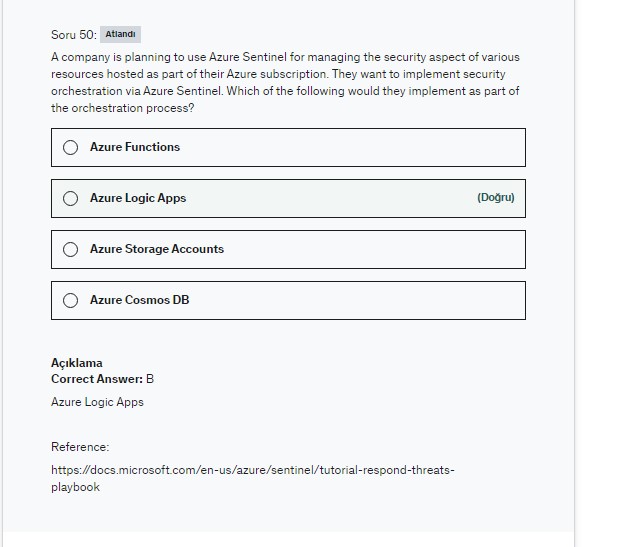 Soru 50: Atlandı
A company is planning to use Azure Sentinel for managing the security aspect of various
resources hosted as part of their Azure subscription. They want to implement security
orchestration via Azure Sentinel. Which of the following would they implement as part of
the orchestration process?
Azure Functions
Azure Logic Apps (Doğru)
Azure Storage Accounts
Azure Cosmos DB
Açıklama
Correct Answer: B
Azure Logic Apps
Reference:
https://docs.microsoft.com/en-us/azure/sentinel/tutorial-respond-threats-
playbook